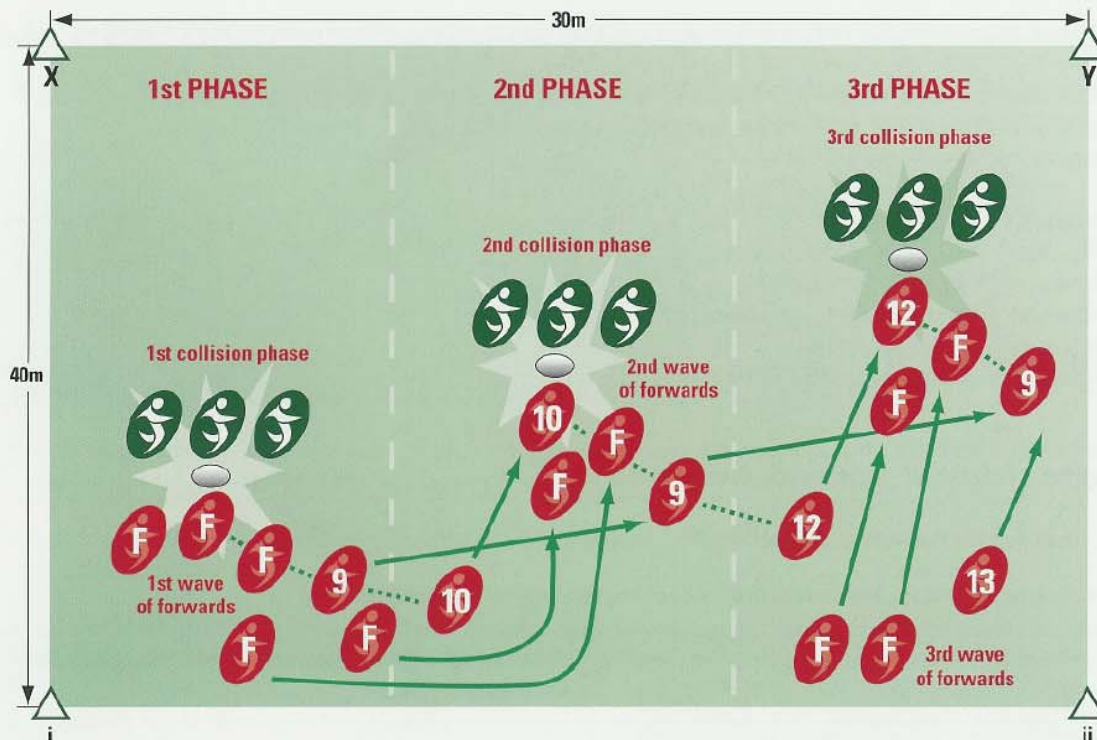 30m
X
Y
1st PHASE
2nd PHASE
3rd PHASE
3rd collision phase
2nd collision phase
12
F
1st collision phase
2nd wave
of forwards
9
40m
10
F
F
F
9
12
F
F
F
1st wave
of forwards
9
10
13
F
F
F
F
3rd wave
of forwards
i
ii